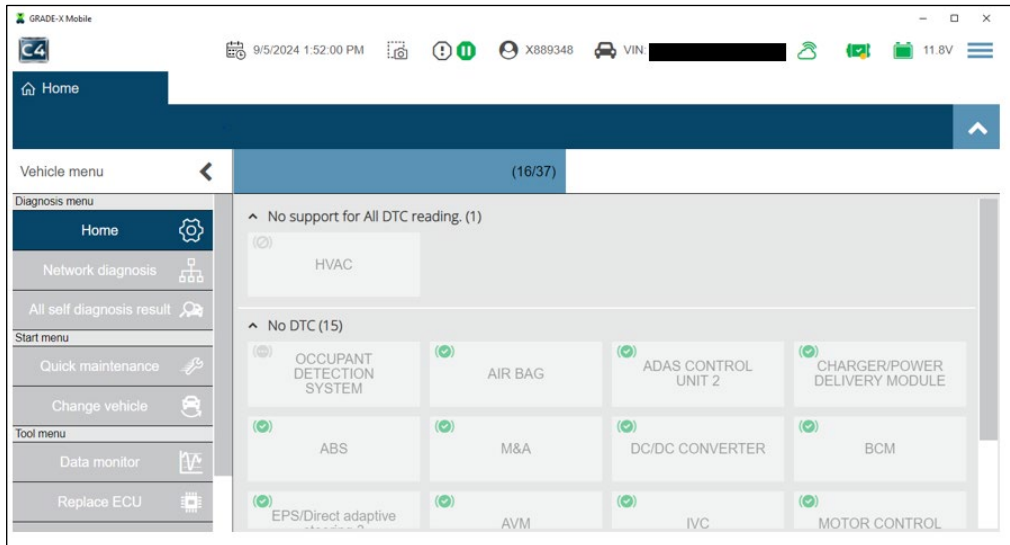 GRADE-X Mobile
C4
9/5/2024 1:52:00 PM
X889348
VIN:
11.8V
Home
Vehicle menu
(16/37)
Diagnosis menu
Home
Network diagnosis
All self diagnosis result
Start menu
Quick maintenance
Change vehicle
Tool menu
Data monitor
Replace ECU
No support for All DTC reading. (1)
HVAC
No DTC (15)
OCCUPANT
DETECTION
SYSTEM
AIR BAG
ADAS CONTROL
UNIT 2
CHARGER/POWER
DELIVERY MODULE
ABS
M&A
DC/DC CONVERTER
BCM
EPS/Direct adaptive
AVM
IVC
MOTOR CONTROL